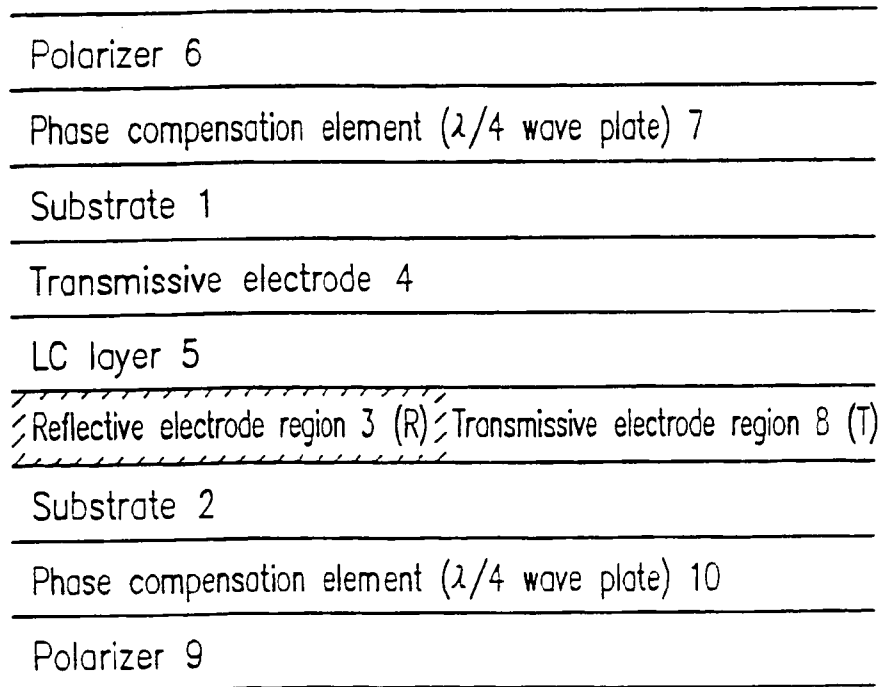 Polarizer 6
Phase compensation element (λ/4 wave plate) 7
Substrate 1
Transmissive electrode 4
LC layer 5
Reflective electrode region 3 (R) Transmissive electrode region 8 (T)
Substrate 2
Phase compensation element (λ/4 wave plate) 10
Polarizer 9